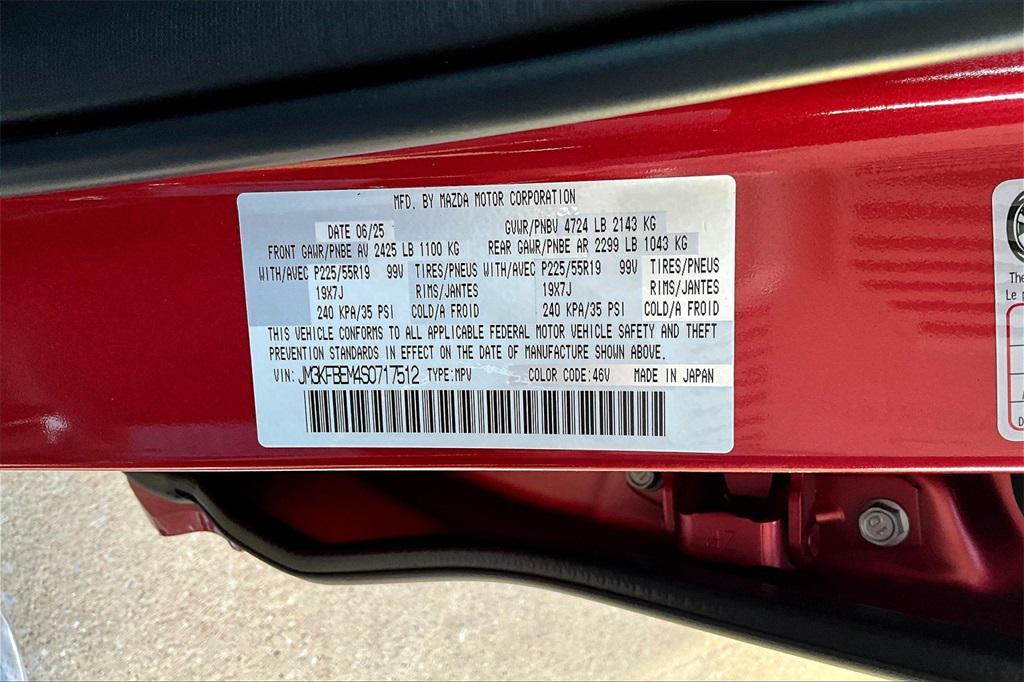 MFD. BY MAZDA MOTOR CORPORATION
DATE 06/25 GVWR/PNBV 4724 LB 2143 KG
FRONT GAWR/PNBE AV 2425 LB 1100 KG REAR GAWR/PNBE AR 2299 LB 1043 KG
WITH/AVEC P225/55R19 99V TIRES/PNEUS WITH/AVEC P225/55R19 99V TIRES/PNEUS
19X7J RIMS/JANTES 19X7J RIMS/JANTES
240 KPA/35 PSI COLD/A FROID 240 KPA/35 PSI COLD/A FROID
THIS VEHICLE CONFORMS TO ALL APPLICABLE FEDERAL MOTOR VEHICLE SAFETY AND THEFT
PREVENTION STANDARDS IN EFFECT ON THE DATE OF MANUFACTURE SHOWN ABOVE.
VIN: JM3KFBEM4S0717512 TYPE:MPV COLOR CODE:46V MADE IN JAPAN
The
Le
10